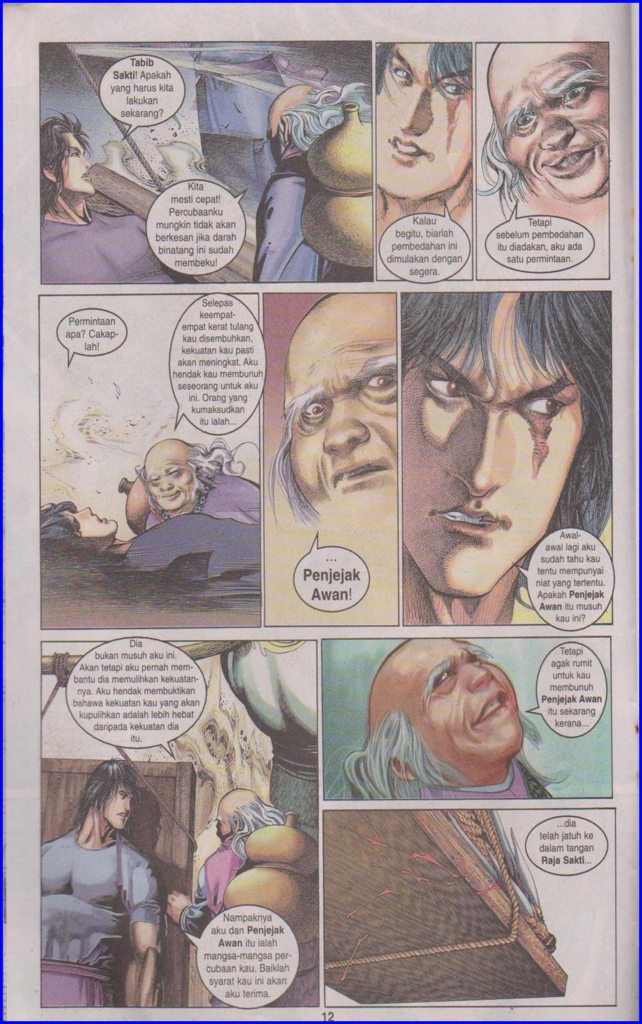 Tabib
Sakti! Apakah
yang harus kita
lakukan
sekarang?
Kita
mesti cepat!
Percubaanku
mungkin tidak akan
berkesan jika darah
binatang ini sudah
membeku!
Kalau
begitu, biarlah
pembedahan ini
dimulakan dengan
segera.
Tetapi
sebelum pembedahan
itu diadakan, aku ada
satu permintaan.
Permintaan
apa? Cakap-
lah!
Selepas
keempat-
empat kerat tulang
kau disembuhkan,
kekuatan kau pasti
akan meningkat. Aku
hendak kau membunuh
seseorang untuk aku
ini. Orang yang
kumaksudkan
itu ialah...
...
Penjejak
Awan!
Awal-
awal lagi aku
sudah tahu kau
tentu mempunyai
niat yang tertentu.
Apakah Penjejak
Awan itu musuh
kau ini?
Dia
bukan musuh aku ini.
Akan tetapi aku pernah mem-
bantu dia memulihkan kekuatan-
nya. Aku hendak membuktikan
bahawa kekuatan kau yang akan
kupulihkan adalah lebih hebat
daripada kekuatan dia
itu.
Nampaknya
aku dan Penjejak
Awan itu ialah
mangsa-mangsa per-
cubaan kau. Baiklah
syarat kau ini akan
aku terima.
Tetapi
agak rumit
untuk kau
membunuh
Penjejak Awan
itu sekarang
kerana...
...dia
telah jatuh ke
dalam tangan
Raja Sakti...
12